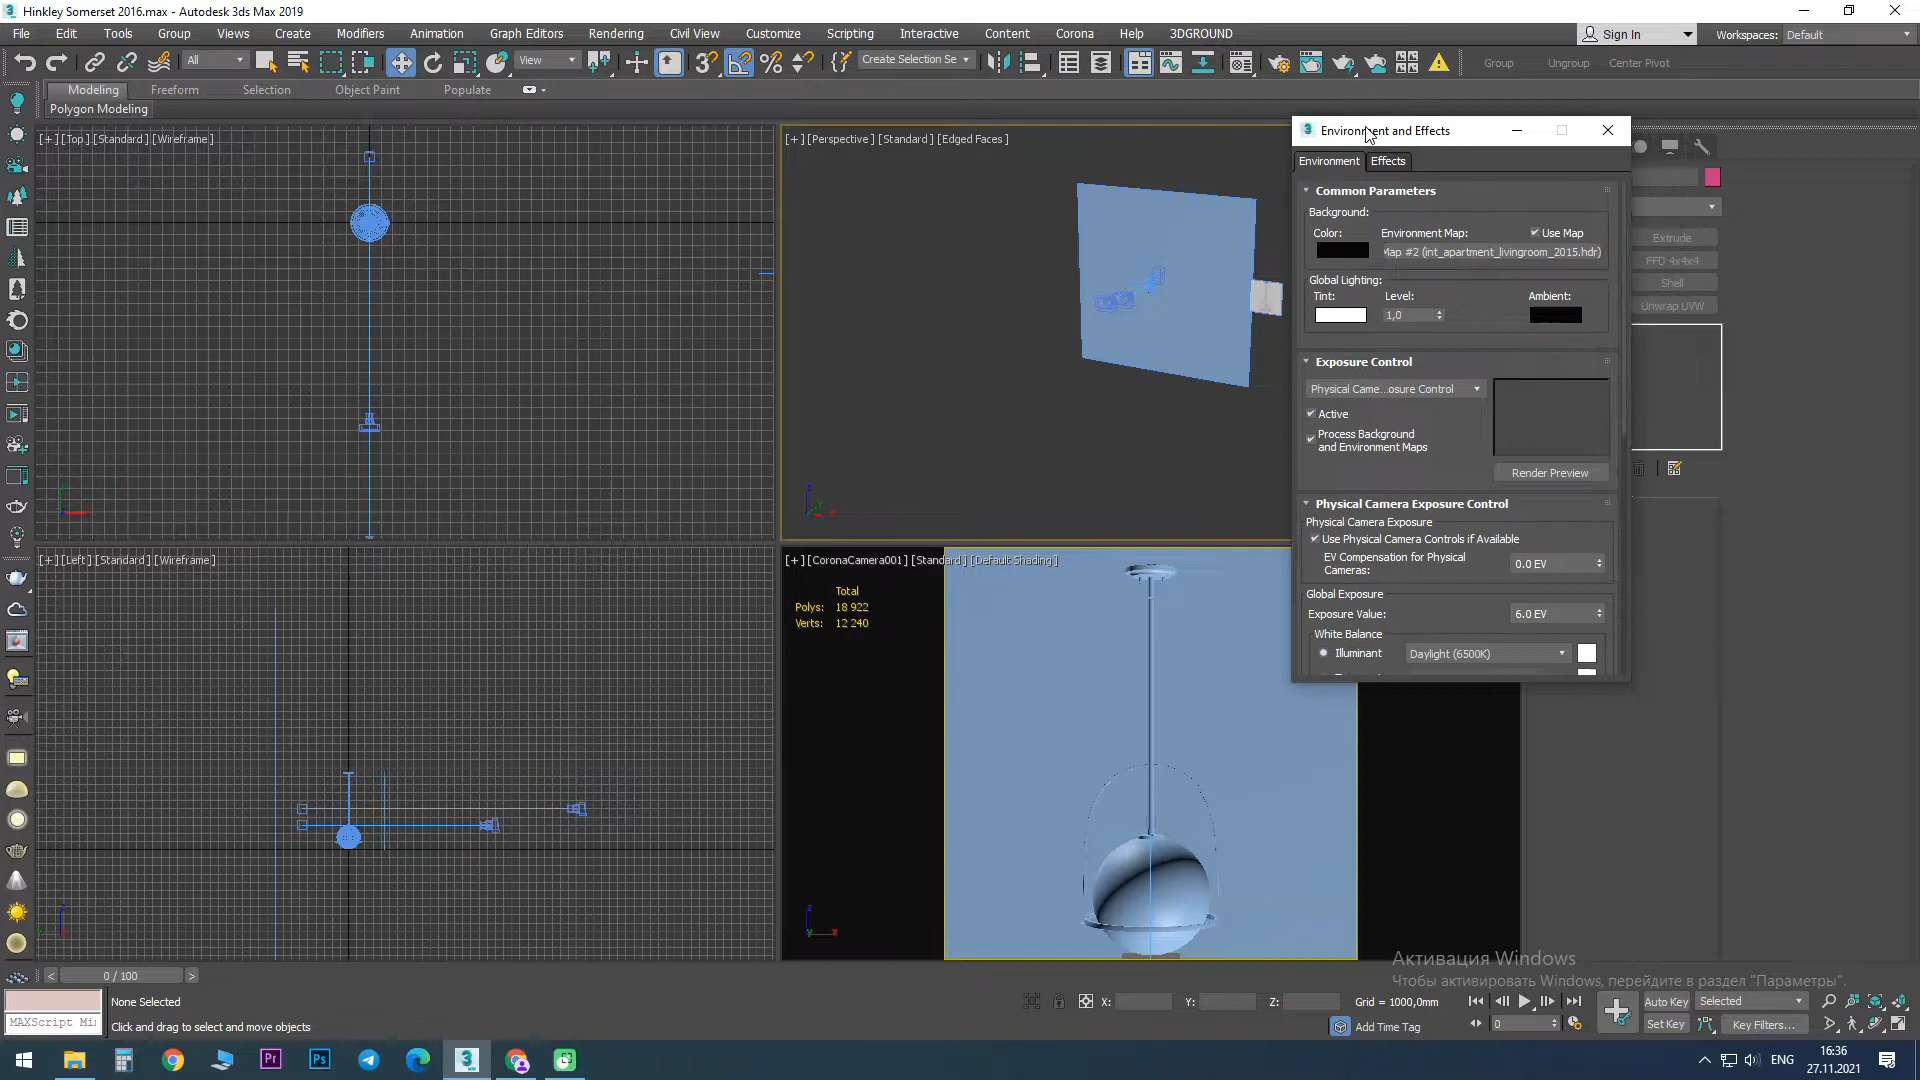 Hinkley Somerset 2016.max - Autodesk 3ds Max 2019
File Edit Tools Group Views Create Modifiers Animation Graph Editors Rendering Civil View Customize Scripting Interactive Content Corona Help 3DGROUND Sign In Workspaces: Default
All View Create Selection Se Group Ungroup Center Pivot
Modeling Freeform Selection Object Paint Populate
Polygon Modeling
[+] [Top] [Standard] [Wireframe]
[+] [Perspective] [Standard] [Edged Faces]
Environment and Effects
Environment Effects
Common Parameters
Background:
Color: Environment Map: Use Map
Map #2 (int_apartment_livingroom_2015.hdr)
Global Lighting:
Tint: Level: Ambient:
1,0
Exposure Control
Physical Came...osure Control
Active
Process Background
and Environment Maps
Render Preview
Physical Camera Exposure Control
Physical Camera Exposure
Use Physical Camera Controls if Available
EV Compensation for Physical
Cameras:
0.0 EV
Global Exposure
Exposure Value: 6.0 EV
White Balance
Illuminant Daylight (6500K)
Extrude
FFD 4x4x4
Shell
Unwrap UVW
[+] [Left] [Standard] [Wireframe]
[+] [CoronaCamera001] [Standard] [Default Shading]
Total
Polys: 18 922
Verts: 12 240
Активация Windows
Чтобы активировать Windows, перейдите в раздел "Параметры".
< 0 / 100 >
None Selected
X: Y: Z: Grid = 1000,0mm
Auto Key Selected
MAXScript Mi
Click and drag to select and move objects
Add Time Tag
0
Set Key Key Filters...
ENG
16:36
27.11.2021